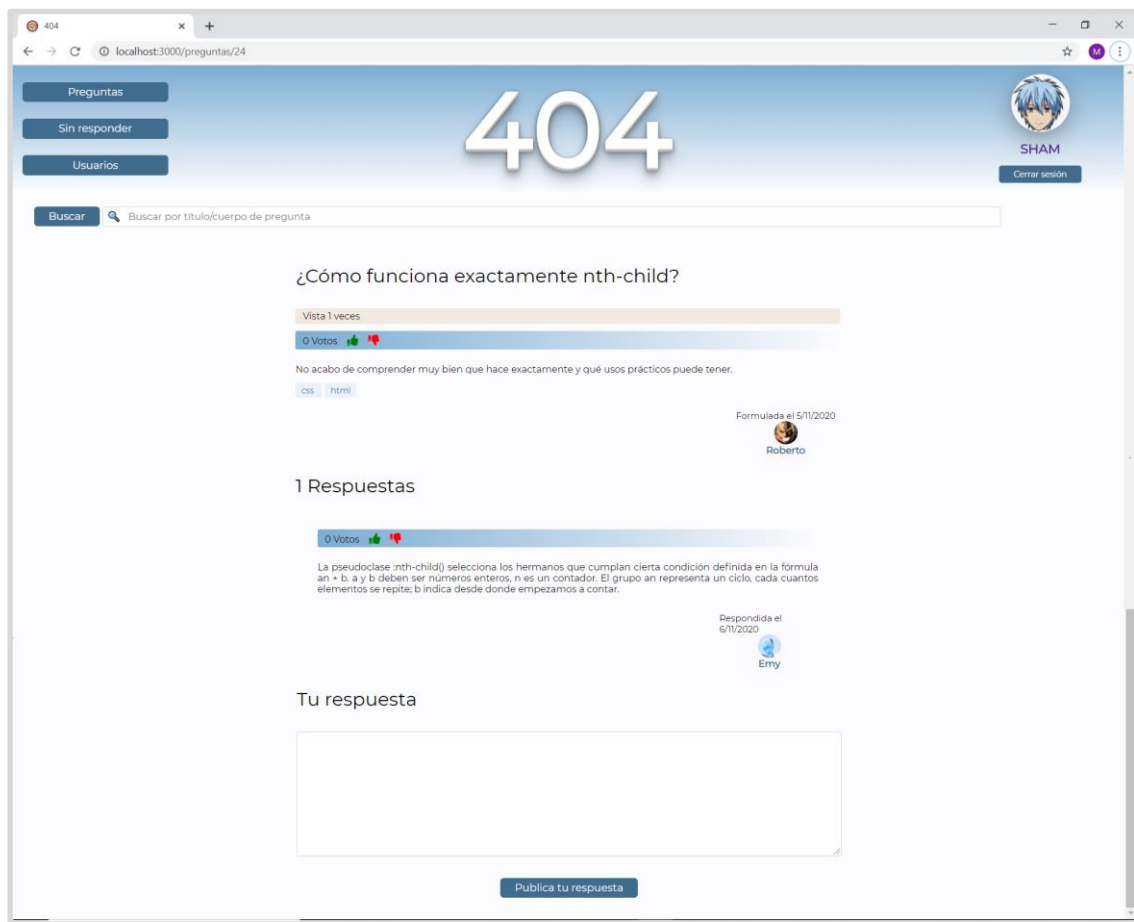 404
localhost:3000/preguntas/24
M
Preguntas
Sin responder
Usuarios
404
SHAM
Cerrar sesión
Buscar
Buscar por título/cuerpo de pregunta
¿Cómo funciona exactamente nth-child?
Vista 1 veces
0 Votos
No acabo de comprender muy bien que hace exactamente y qué usos prácticos puede tener.
css html
Formulada el 5/11/2020
Roberto
1 Respuestas
0 Votos
La pseudoclase :nth-child() selecciona los hermanos que cumplan cierta condición definida en la fórmula
an + b. a y b deben ser números enteros, n es un contador. El grupo an representa un ciclo, cada cuantos
elementos se repite; b indica desde donde empezamos a contar.
Respondida el
6/11/2020
Emy
Tu respuesta
Publica tu respuesta